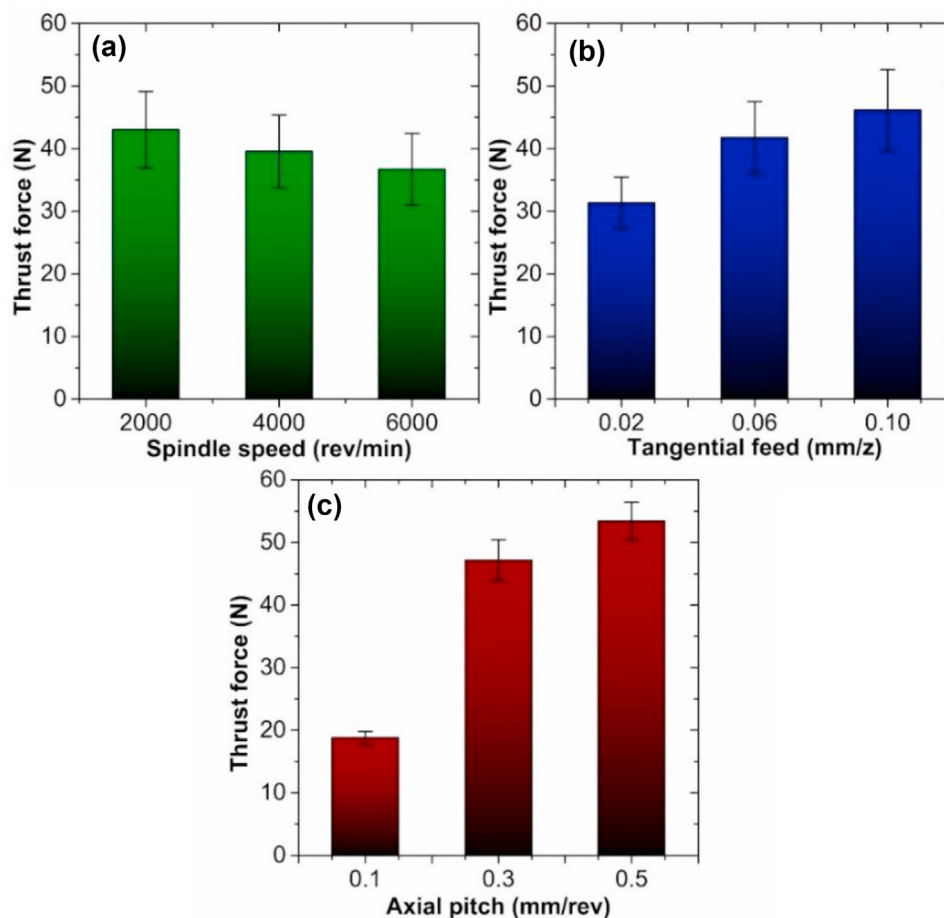 (a)
Thrust force (N)
60
50
40
30
20
10
0
2000 4000 6000
Spindle speed (rev/min)
(b)
Thrust force (N)
60
50
40
30
20
10
0
0.02 0.06 0.10
Tangential feed (mm/z)
(c)
Thrust force (N)
60
50
40
30
20
10
0
0.1 0.3 0.5
Axial pitch (mm/rev)